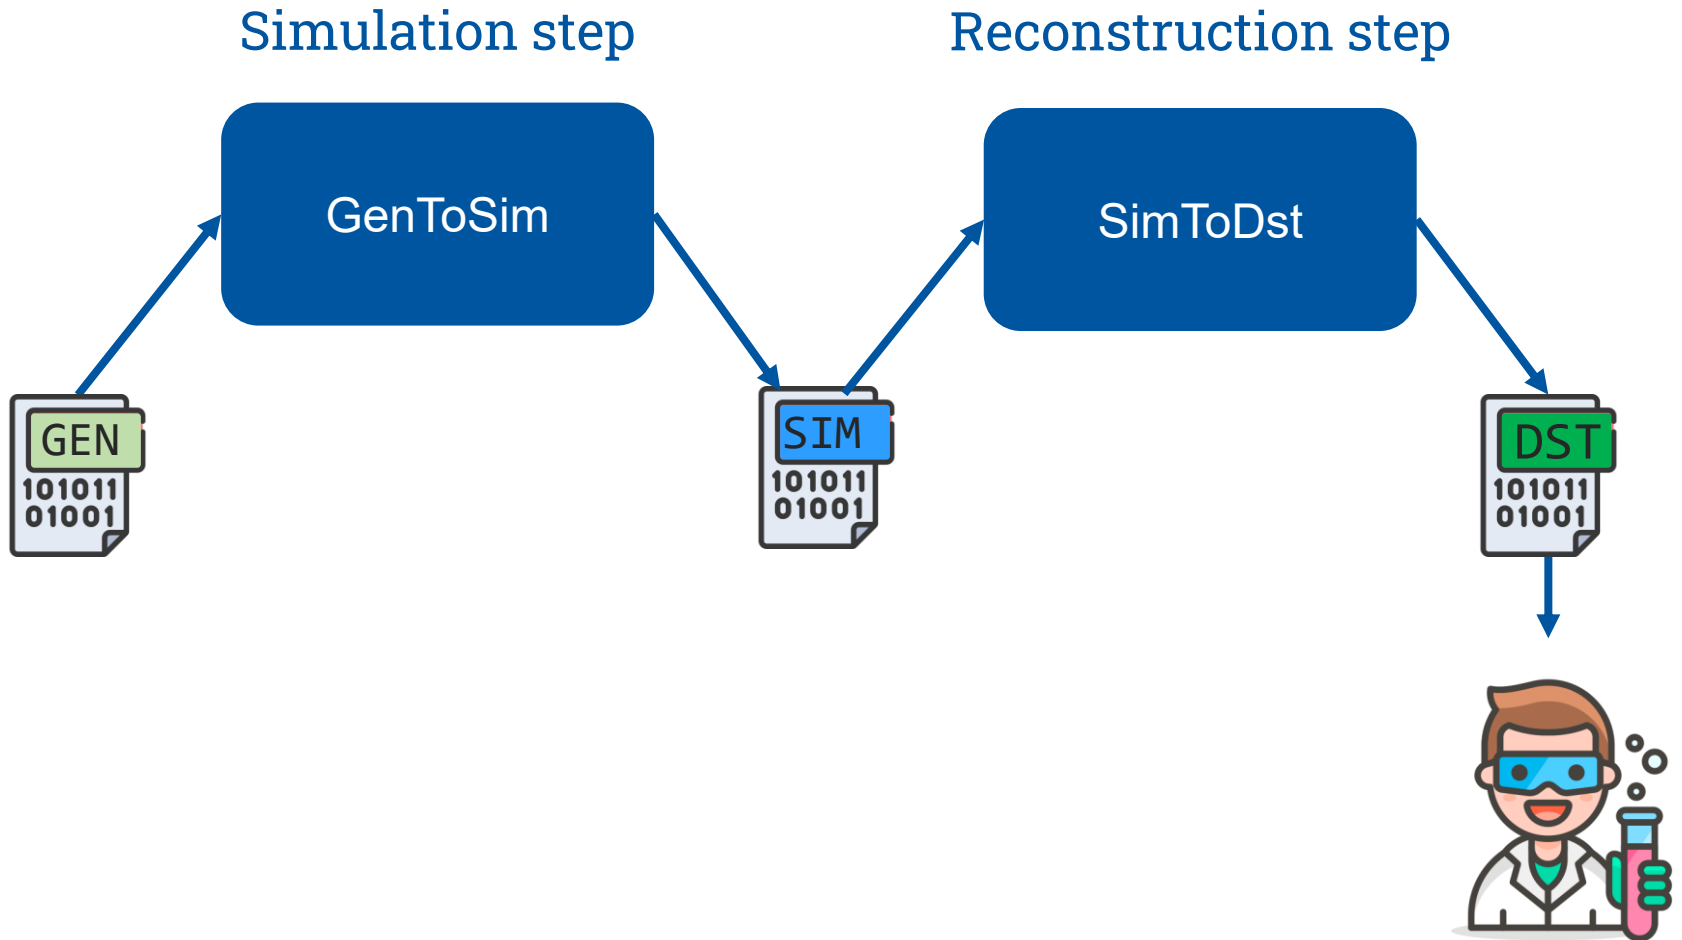 Simulation step
Reconstruction step
GenToSim
SimToDst
GEN
101011
01001
SIM
101011
01001
DST
101011
01001